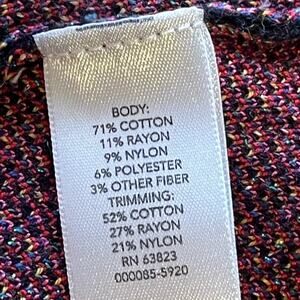 BODY:
71% COTTON
11% RAYON
9% NYLON
6% POLYESTER
3% OTHER FIBER
TRIMMING:
52% COTTON
27% RAYON
21% NYLON
RN 63823
000085-5920